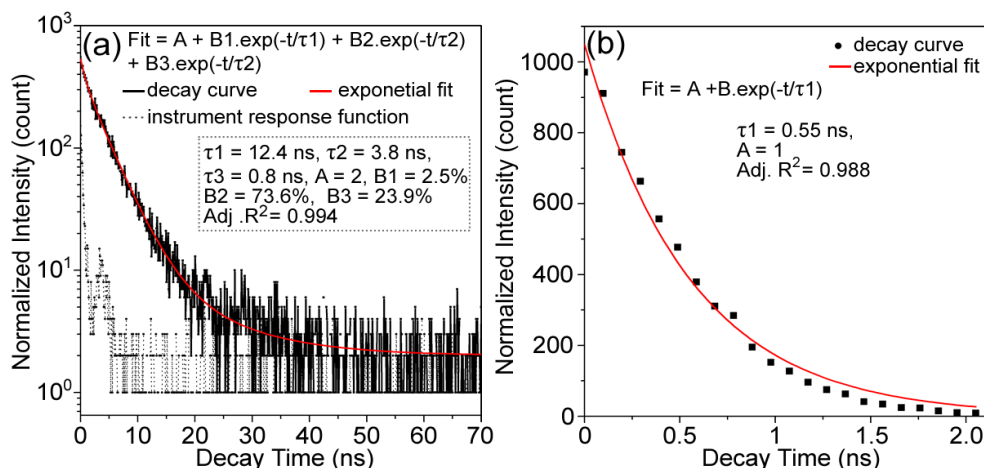 (a) Fit = A + B1.exp(-t/τ1) + B2.exp(-t/τ2)
+ B3.exp(-t/τ2)
decay curve exponetial fit
instrument response function
τ1 = 12.4 ns, τ2 = 3.8 ns,
τ3 = 0.8 ns, A = 2, B1 = 2.5%
B2 = 73.6%, B3 = 23.9%
Adj .R²= 0.994
Normalized Intensity (count)
10³
10²
10¹
10⁰
0 10 20 30 40 50 60 70
Decay Time (ns)
(b)
decay curve
exponential fit
Fit = A +B.exp(-t/τ1)
τ1 = 0.55 ns,
A = 1
Adj. R²= 0.988
Normalized Intensity (count)
1000
800
600
400
200
0
0 0.5 1 1.5 2.0
Decay Time (ns)